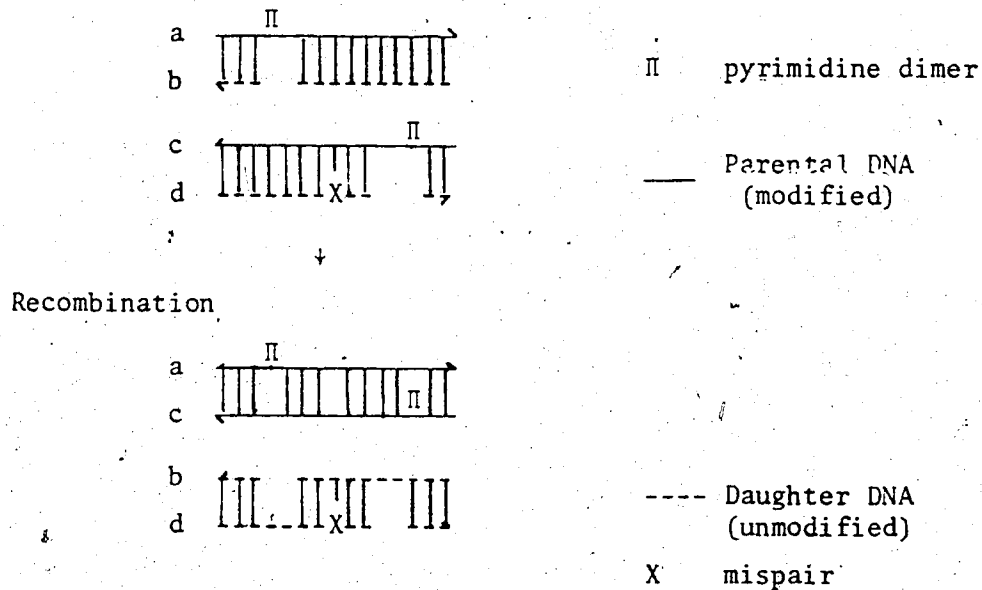 Π
a
b
Π
c
d
X
Recombination
Π
a
Π
c
b
d
X
Π pyrimidine dimer
Parental DNA
(modified)
---- Daughter DNA
(unmodified)
X mispair